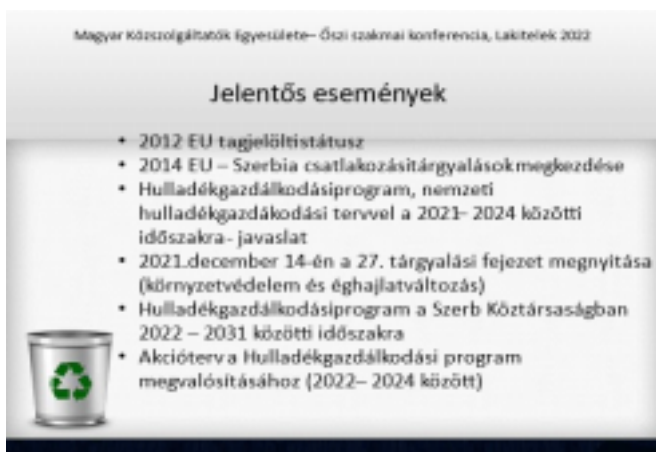 Magyar Közszolgáltatók Egyesülete– Őszi szakmai konferencia, Lakitelek 2022
Jelentős események
• 2012 EU tagjelöltistátusz
• 2014 EU – Szerbia csatlakozásitárgyalásokmegkezdése
• Hulladékgazdálkodásiprogram, nemzeti
hulladékgazdákodási tervvel a 2021– 2024 közötti
időszakra- javaslat
• 2021.december 14-én a 27. tárgyalási fejezet megnyitása
(környzetvédelem és éghajlatváltozás)
• Hulladékgazdálkodásiprogram a Szerb Köztársaságban
2022 – 2031 közötti időszakra
• Akcióterv a Hulladékgazdálkodási program
megvalósításához (2022– 2024 között)